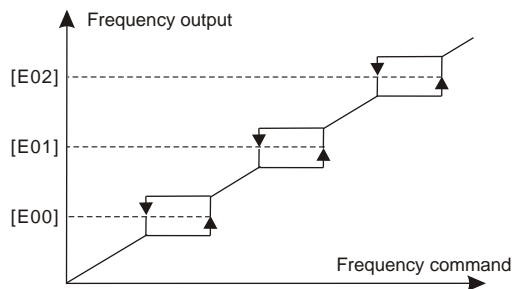 Frequency output
[E02]
[E01]
[E00]
Frequency command